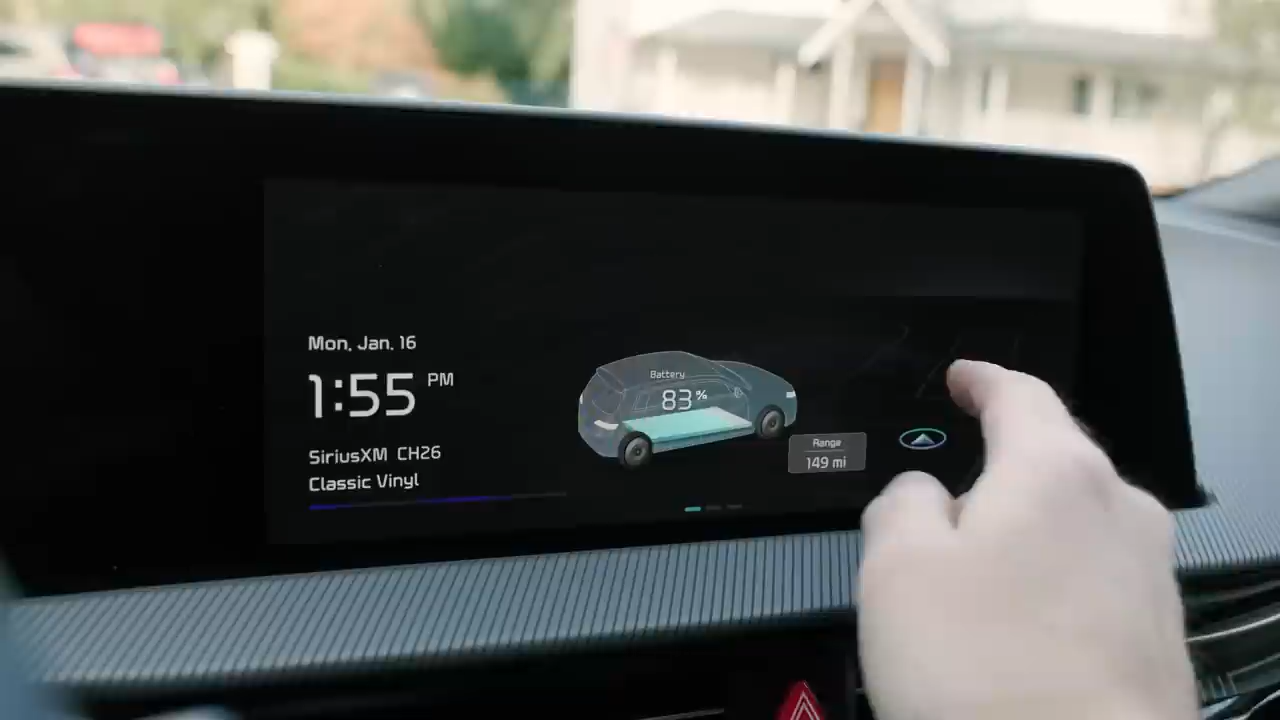 Mon, Jan. 16
1:55 PM
SiriusXM CH26
Classic Vinyl
Battery
83%
Range
149 mi